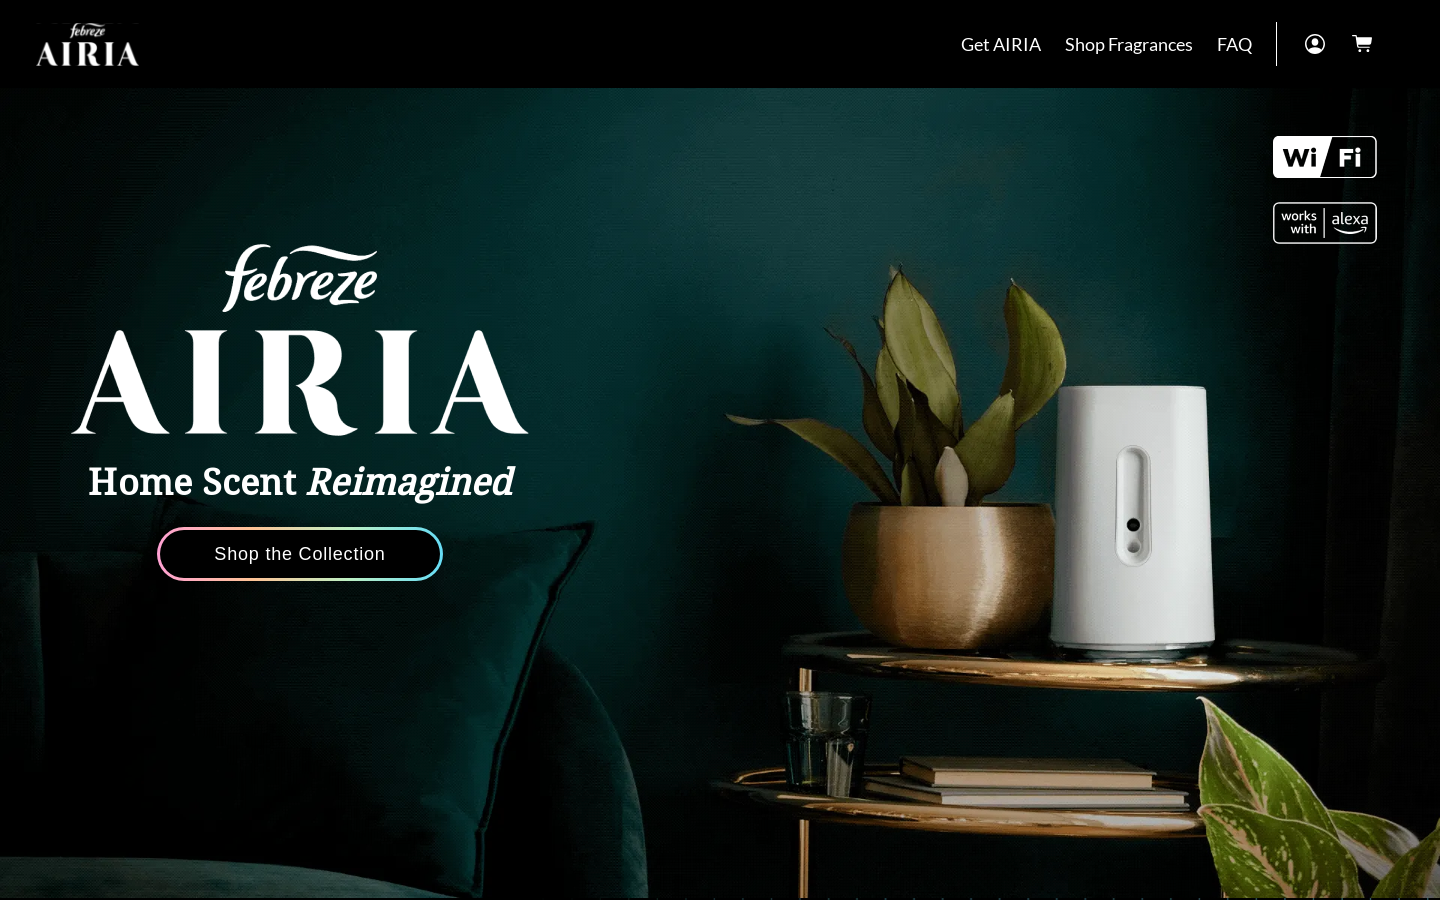 febreze
AIRIA
Get AIRIA
Shop Fragrances
FAQ
Wi Fi
works with alexa
febreze
AIRIA
Home Scent Reimagined
Shop the Collection